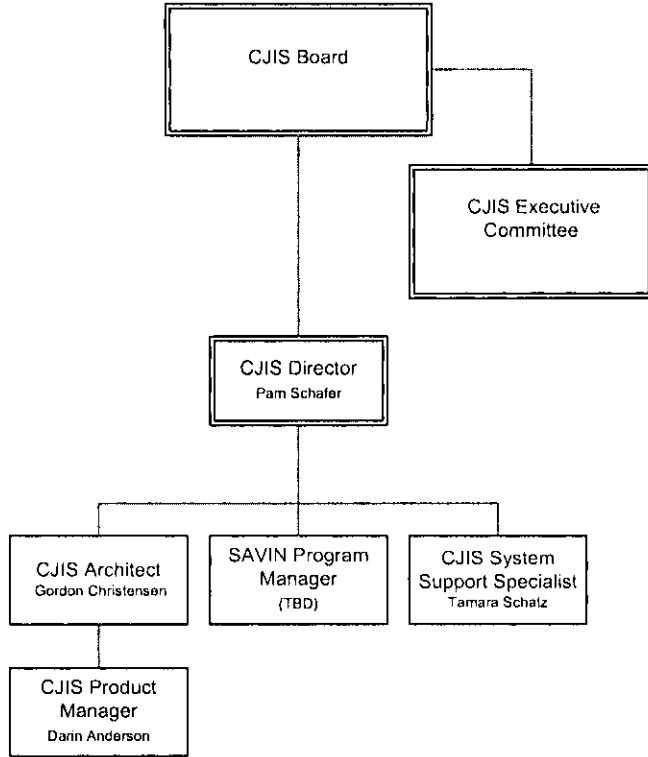 CJIS Board
CJIS Executive
Committee
CJIS Director
Pam Schafer
CJIS Architect
Gordon Christensen
SAVIN Program
Manager
(TBD)
CJIS System
Support Specialist
Tamara Schatz
CJIS Product
Manager
Darin Anderson